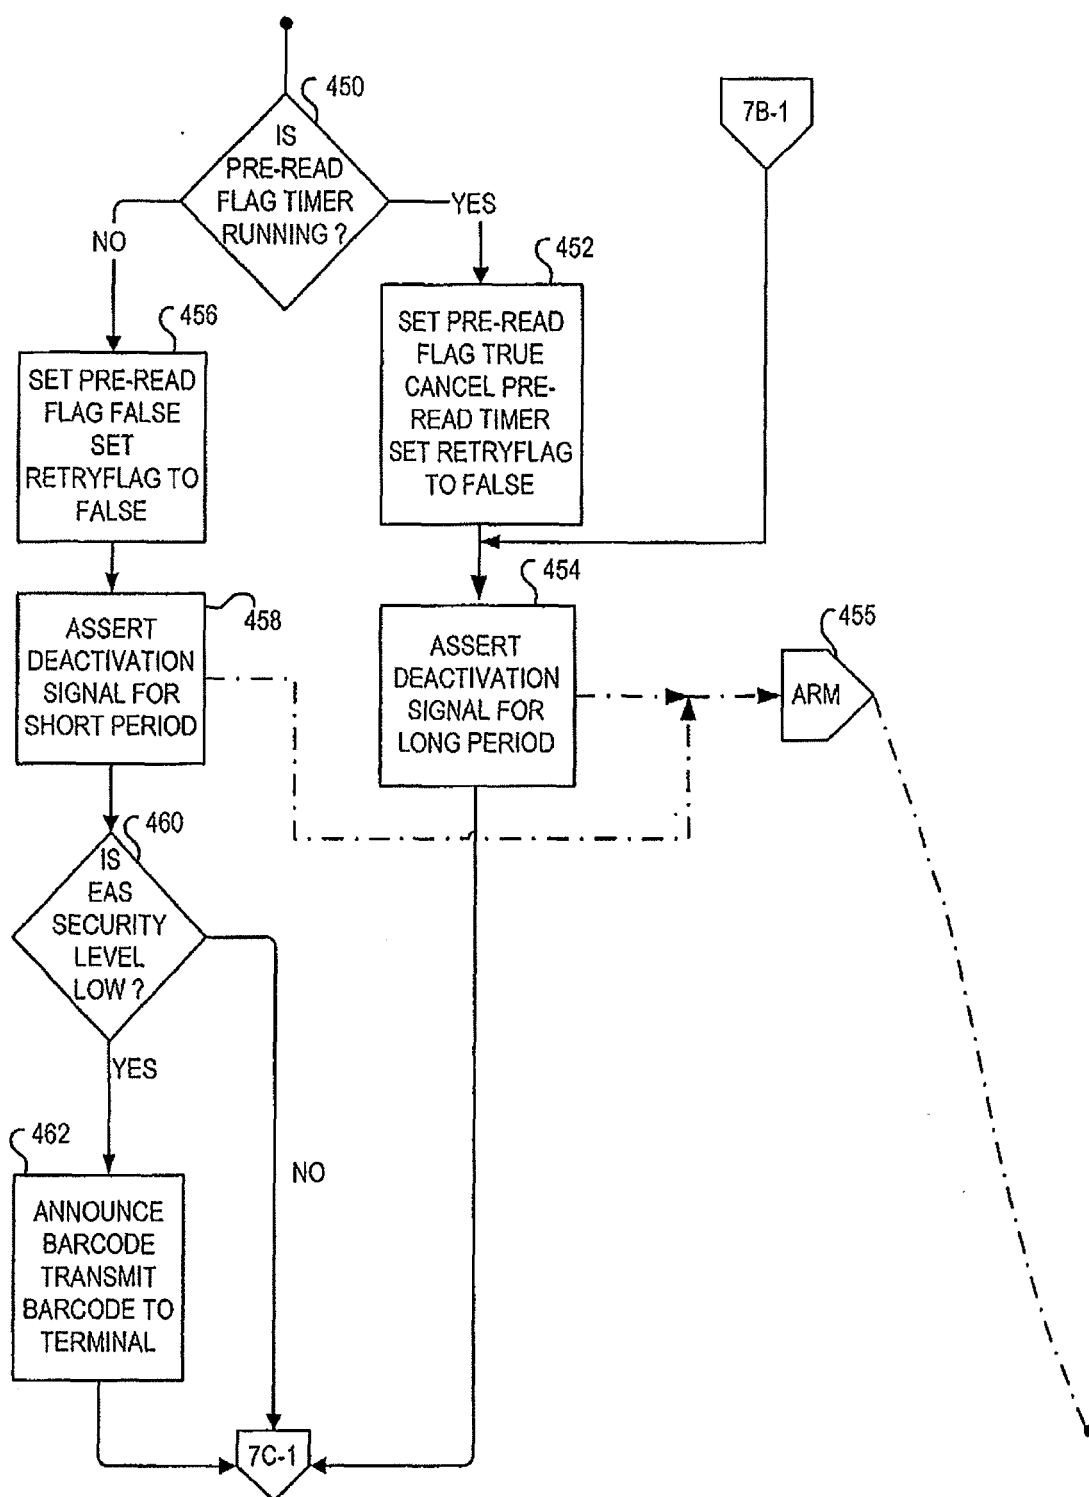 450
IS
PRE-READ
FLAG TIMER
RUNNING ?
7B-1
YES
NO
452
SET PRE-READ
FLAG TRUE
CANCEL PRE-
READ TIMER
SET RETRYFLAG
TO FALSE
456
SET PRE-READ
FLAG FALSE
SET
RETRYFLAG TO
FALSE
454
ASSERT
DEACTIVATION
SIGNAL FOR
LONG PERIOD
458
ASSERT
DEACTIVATION
SIGNAL FOR
SHORT PERIOD
455
ARM
460
IS
EAS
SECURITY
LEVEL
LOW ?
YES
NO
462
ANNOUNCE
BARCODE
TRANSMIT
BARCODE TO
TERMINAL
7C-1